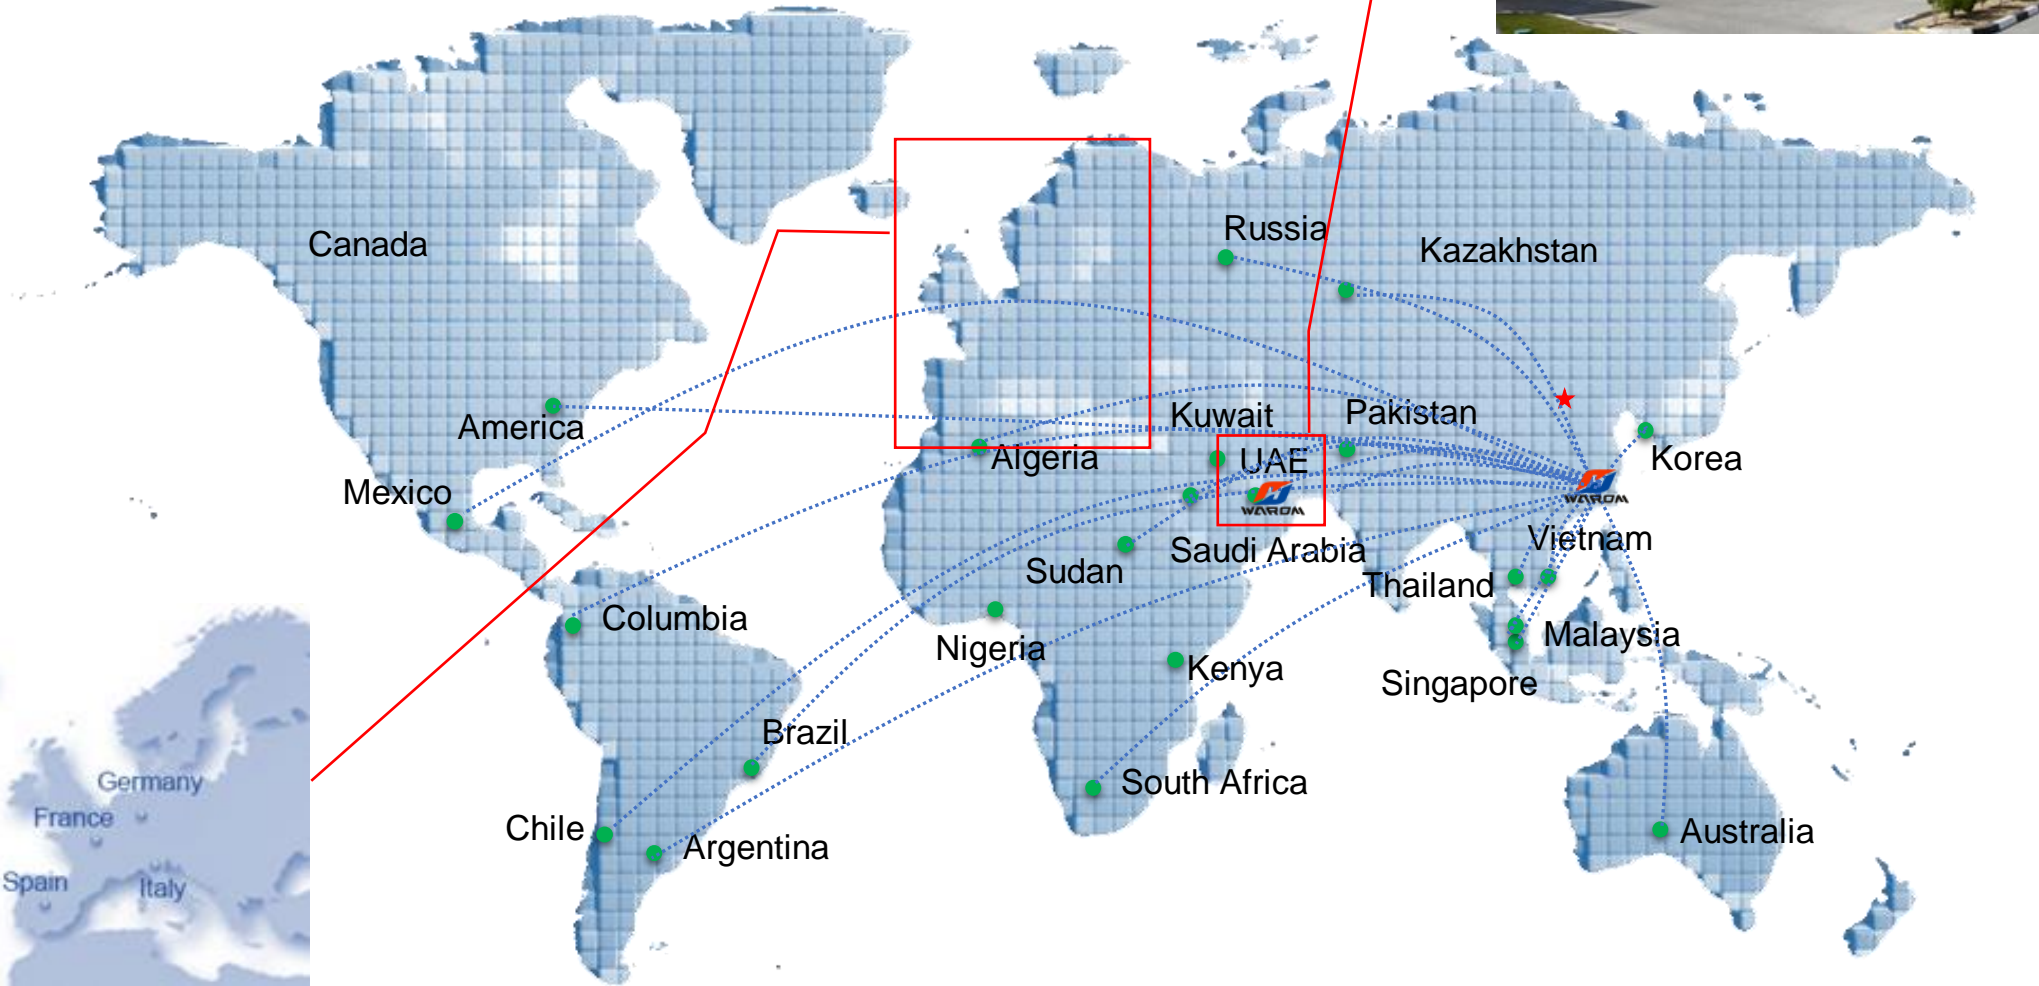 Russia
Kazakhstan
Canada
Kuwait
Pakistan
America
Algeria
UAE
Korea
Mexico
WAROM
WAROM
Vietnam
Saudi Arabia
Sudan
Thailand
Columbia
Malaysia
Nigeria
Kenya
Singapore
Brazil
Germany
South Africa
France
Chile
Argentina
Australia
Spain
Italy